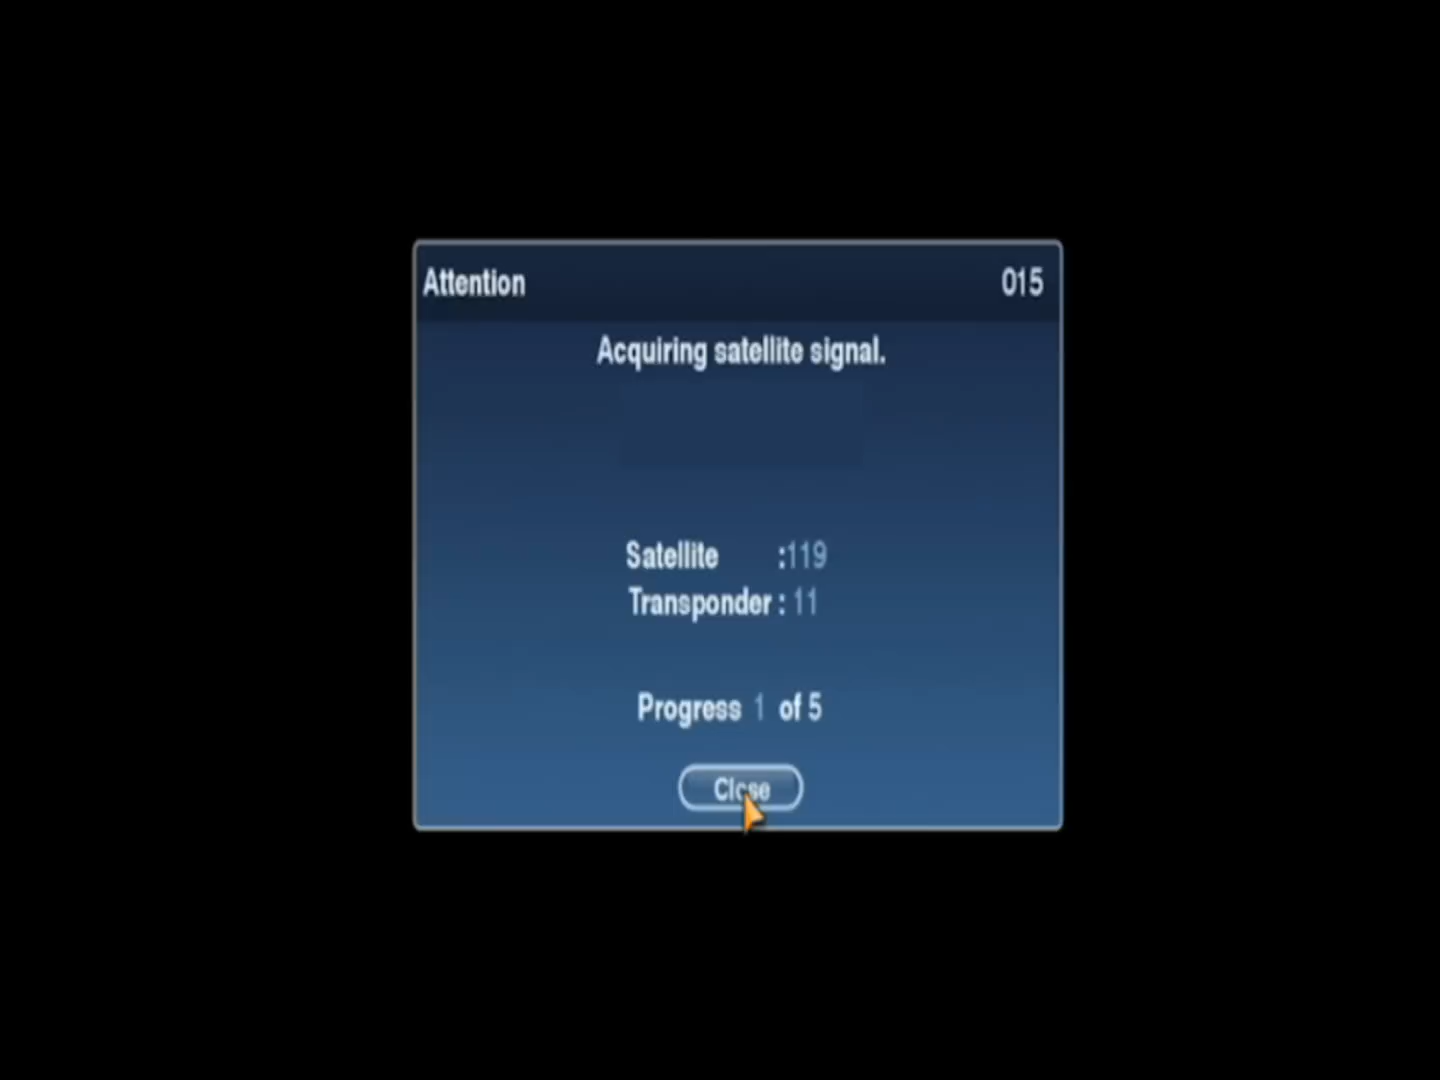 Attention 015
Acquiring satellite signal.
Satellite :119
Transponder : 11
Progress 1 of 5
Close